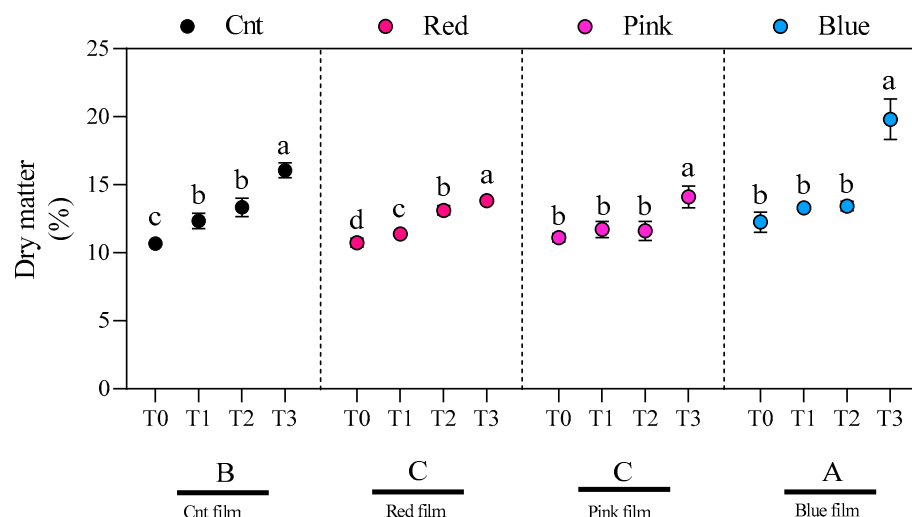 Cnt Red Pink Blue
Dry matter
(%)
25
20
15
10
5
0
c b b a
d c b a
b b b a
b b b a
T0 T1 T2 T3 T0 T1 T2 T3 T0 T1 T2 T3 T0 T1 T2 T3
B C C A
Cnt film Red film Pink film Blue film